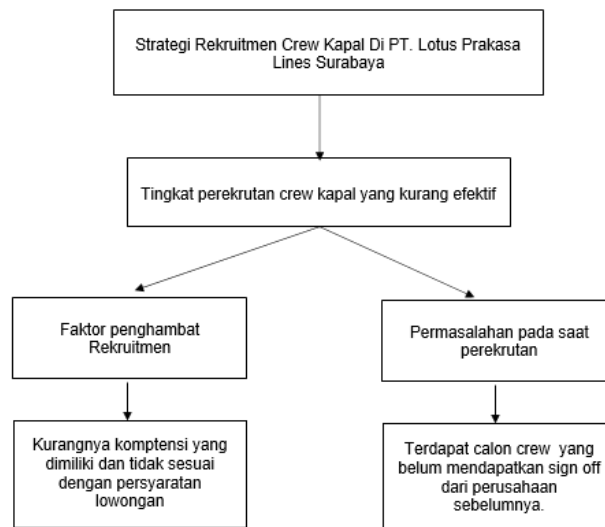 Strategi Rekruitmen Crew Kapal Di PT. Lotus Prakasa
Lines Surabaya
Tingkat perekrutan crew kapal yang kurang efektif
Faktor penghambat
Rekruitmen
Permasalahan pada saat
perekrutan
Kurangnya komptensi yang
dimiliki dan tidak sesuai
dengan persyaratan
lowongan
Terdapat calon crew yang
belum mendapatkan sign off
dari perusahaan
sebelumnya.